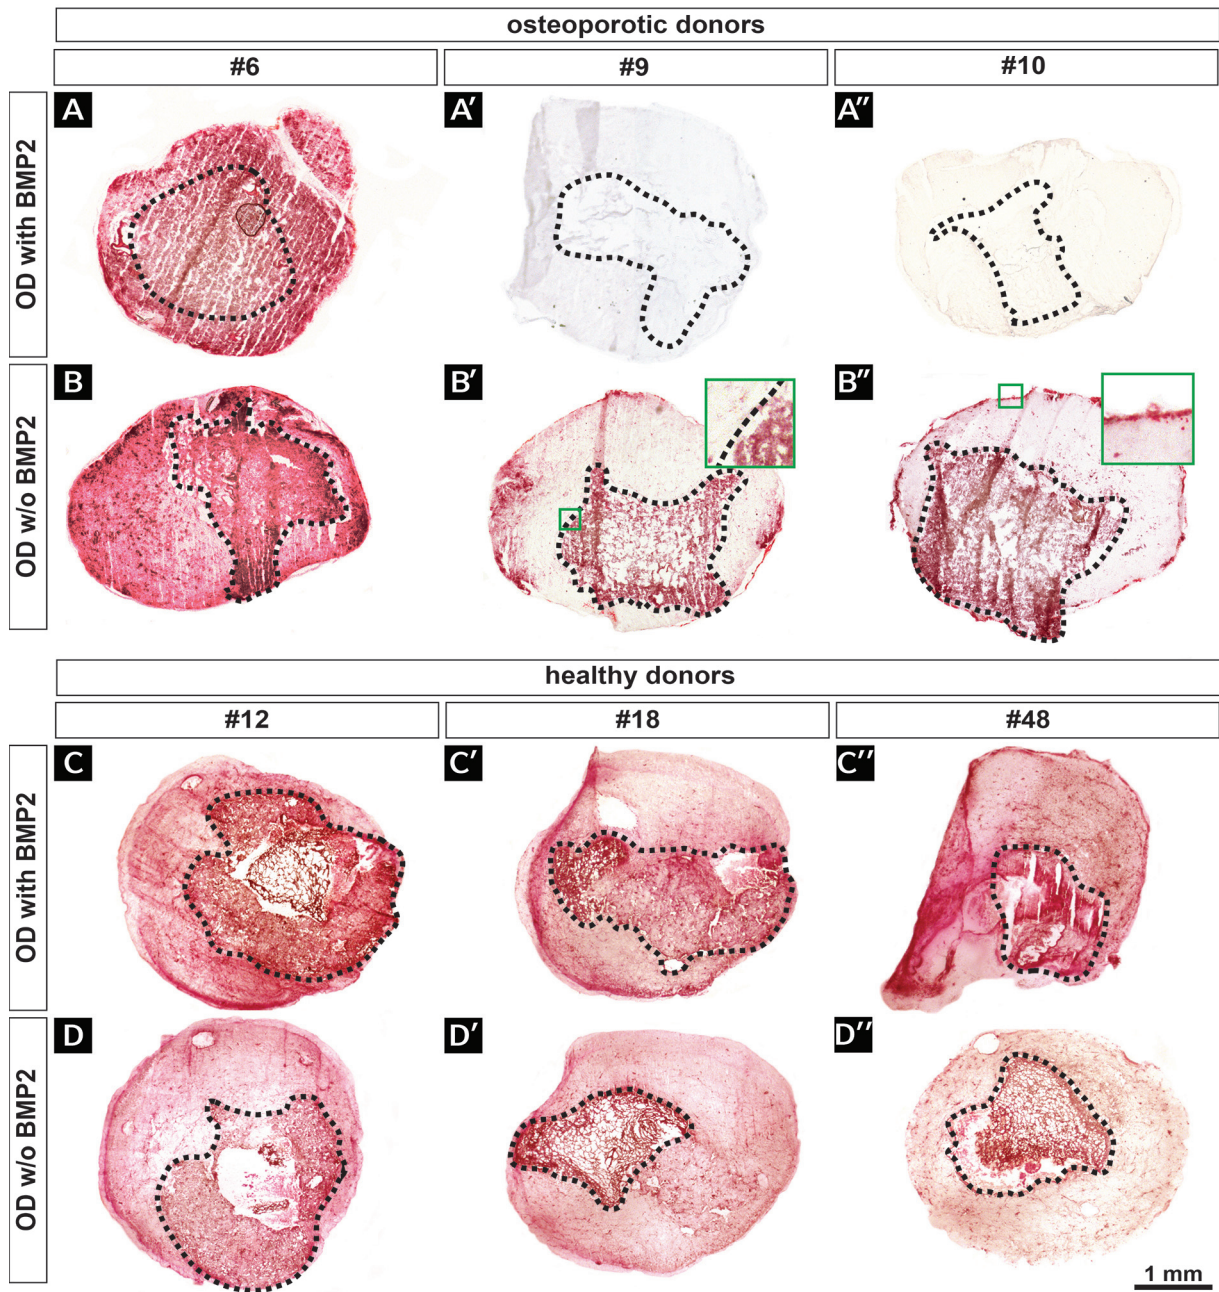 osteoporotic donors
#6 #9 #10
OD with BMP2
A A′ A″
OD w/o BMP2
B B′ B″
healthy donors
#12 #18 #48
OD with BMP2
C C′ C″
OD w/o BMP2
D D′ D″
1 mm